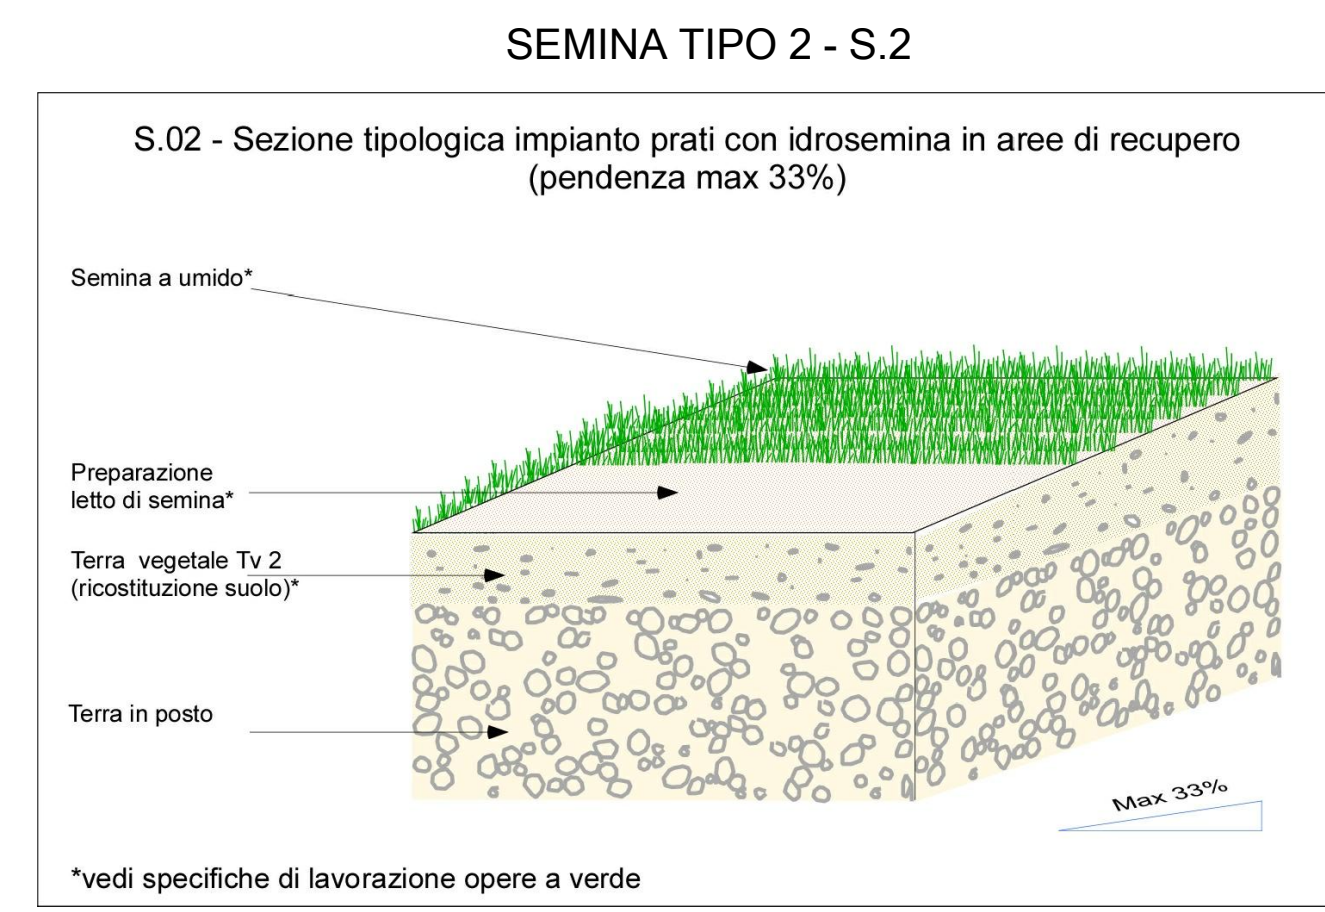 SEMINA TIPO 2 - S.2
S.02 - Sezione tipologica impianto prati con idrosemina in aree di recupero
(pendenza max 33%)
Semina a umido*
Preparazione
letto di semina*
Terra vegetale Tv 2
(ricostituzione suolo)*
Terra in posto
Max 33%
*vedi specifiche di lavorazione opere a verde